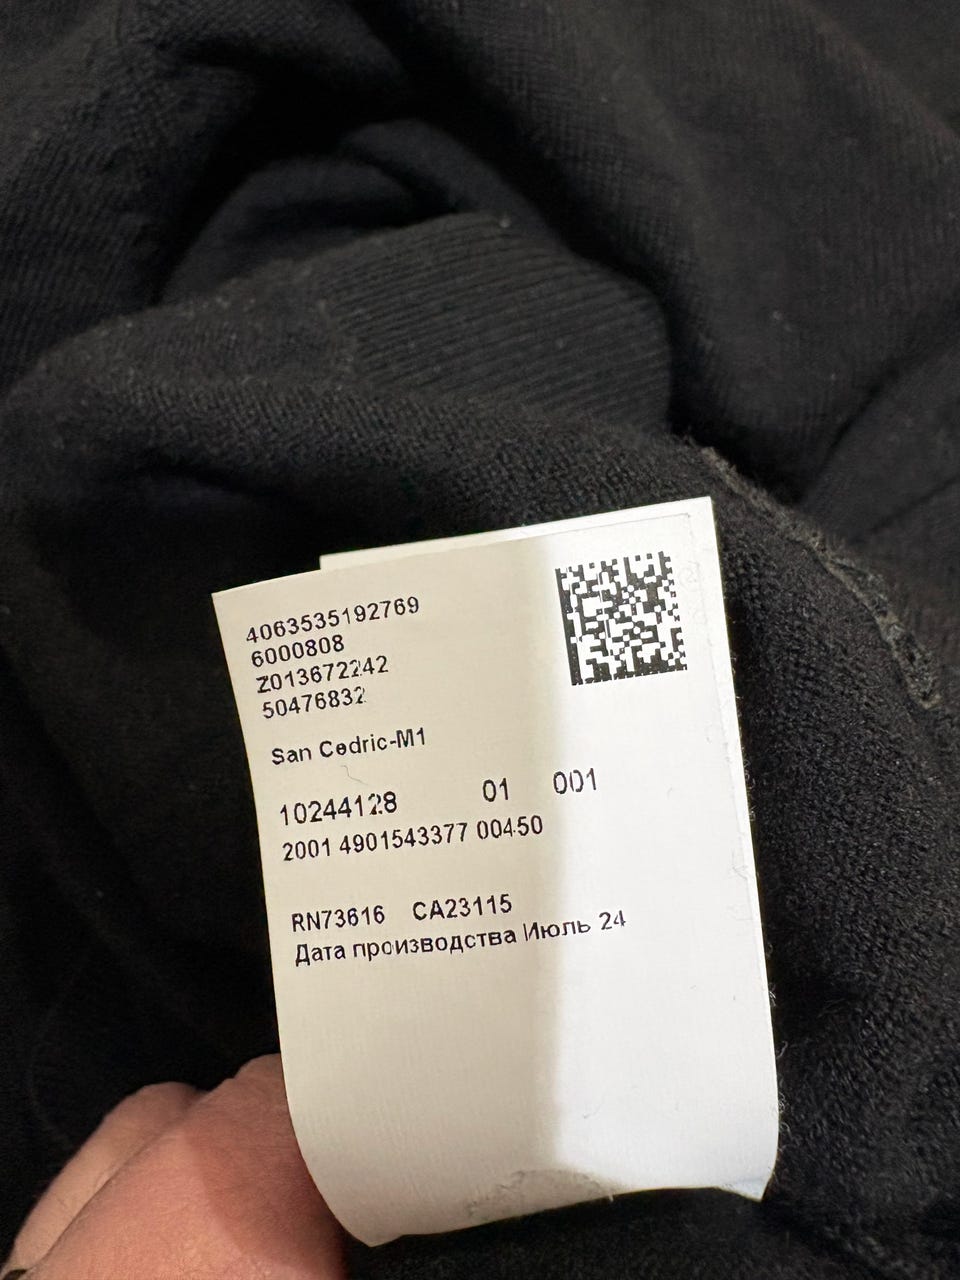 4063535192769
6000808
Z013672242
50476832
San Cedric-M1
10244128 01 001
2001 4901543377 00450
RN73616 CA23115
Дата производства Июль 24